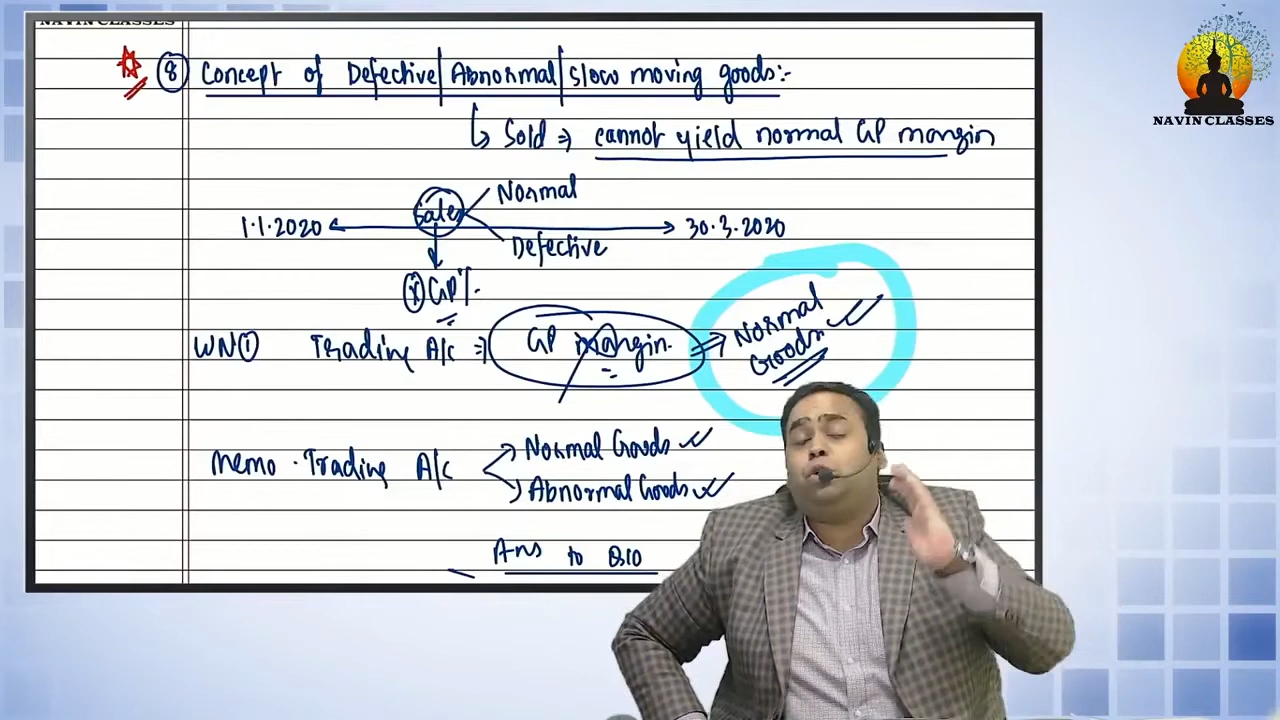 NAVIN CLASSES
⑧ Concept of Defective/Abnormal/slow moving goods:-
↳ Sold ⇒ cannot yield normal GP margin
Normal
1.1.2020 Sales 30.3.2020
Defective
GP%
WN① Trading A/c ⇒ GP margin ⇒ Normal Goods
Memo. Trading A/c
Normal Goods
Abnormal Goods
Ans to Q.10
NAVIN CLASSES